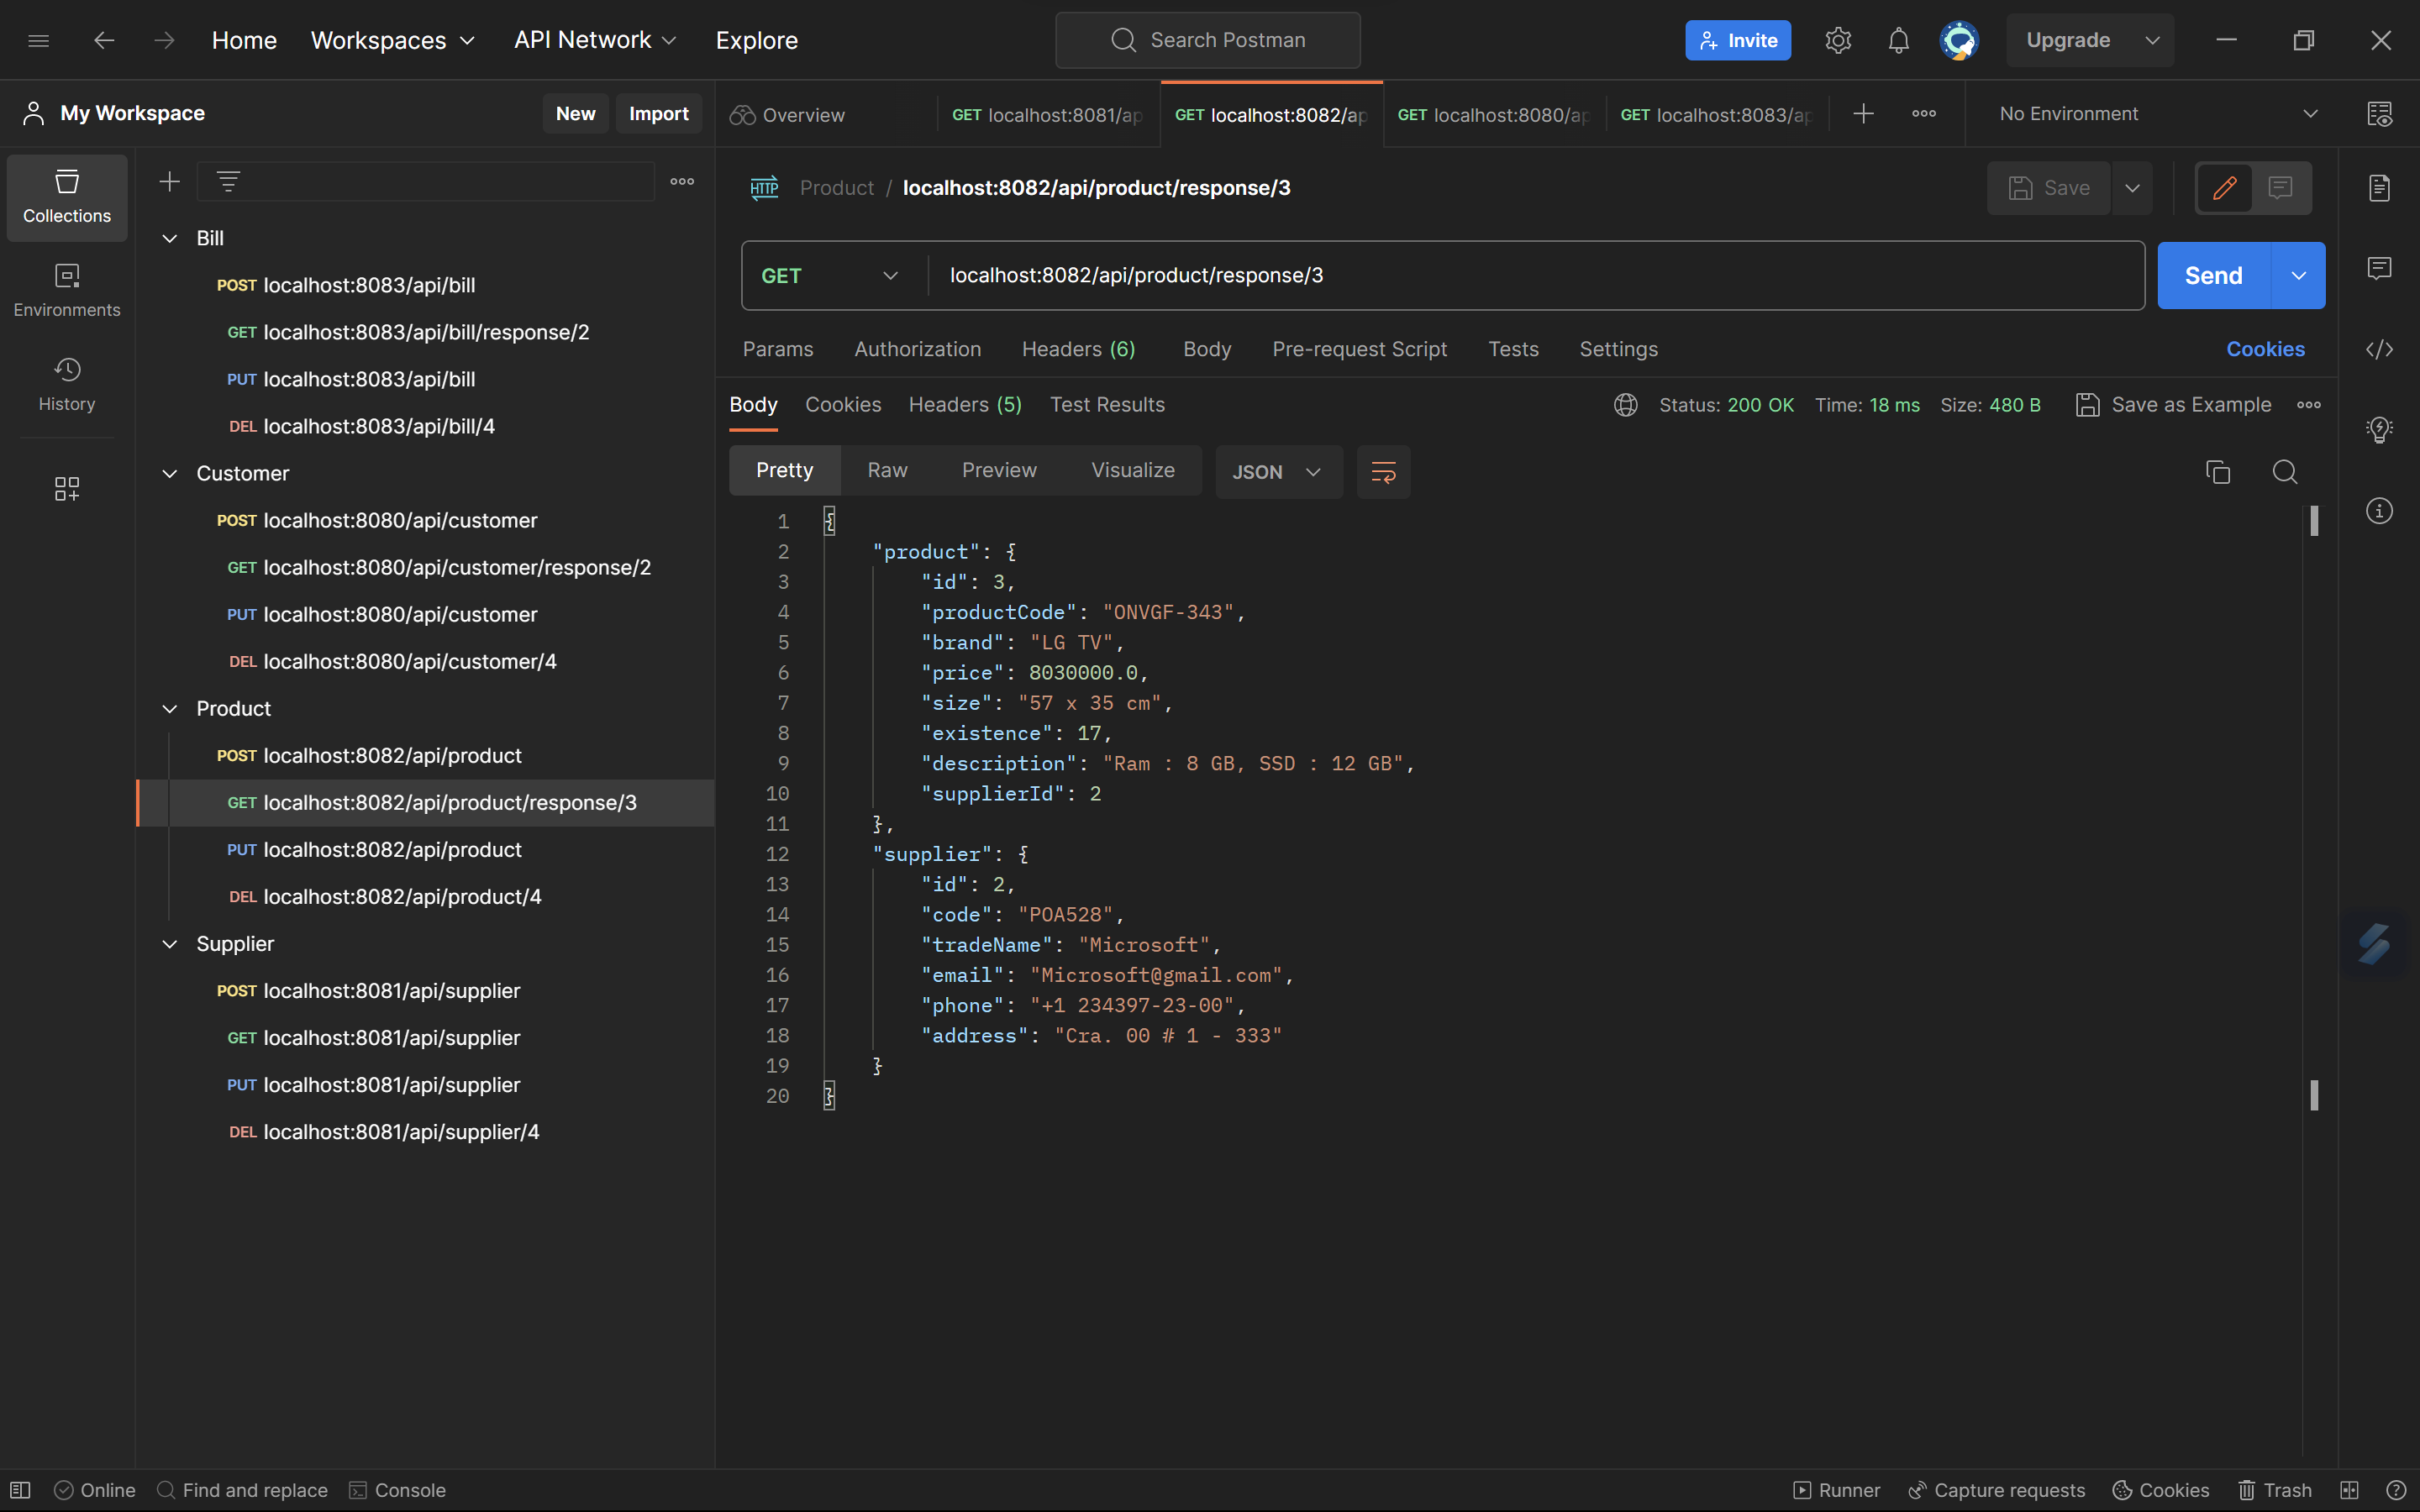 Home Workspaces API Network Explore Search Postman Invite Upgrade
My Workspace New Import Overview GET localhost:8081/ap GET localhost:8082/ap GET localhost:8080/ap GET localhost:8083/ap No Environment
Collections
Environments
History
Bill
POST localhost:8083/api/bill
GET localhost:8083/api/bill/response/2
PUT localhost:8083/api/bill
DEL localhost:8083/api/bill/4
Customer
POST localhost:8080/api/customer
GET localhost:8080/api/customer/response/2
PUT localhost:8080/api/customer
DEL localhost:8080/api/customer/4
Product
POST localhost:8082/api/product
GET localhost:8082/api/product/response/3
PUT localhost:8082/api/product
DEL localhost:8082/api/product/4
Supplier
POST localhost:8081/api/supplier
GET localhost:8081/api/supplier
PUT localhost:8081/api/supplier
DEL localhost:8081/api/supplier/4
HTTP Product / localhost:8082/api/product/response/3 Save
GET localhost:8082/api/product/response/3 Send
Params Authorization Headers (6) Body Pre-request Script Tests Settings Cookies
Body Cookies Headers (5) Test Results Status: 200 OK Time: 18 ms Size: 480 B Save as Example
Pretty Raw Preview Visualize JSON
1 {
2 "product": {
3 "id": 3,
4 "productCode": "ONVGF-343",
5 "brand": "LG TV",
6 "price": 8030000.0,
7 "size": "57 x 35 cm",
8 "existence": 17,
9 "description": "Ram : 8 GB, SSD : 12 GB",
10 "supplierId": 2
11 },
12 "supplier": {
13 "id": 2,
14 "code": "POA528",
15 "tradeName": "Microsoft",
16 "email": "Microsoft@gmail.com",
17 "phone": "+1 234397-23-00",
18 "address": "Cra. 00 # 1 - 333"
19 }
20 }
Online Find and replace Console Runner Capture requests Cookies Trash